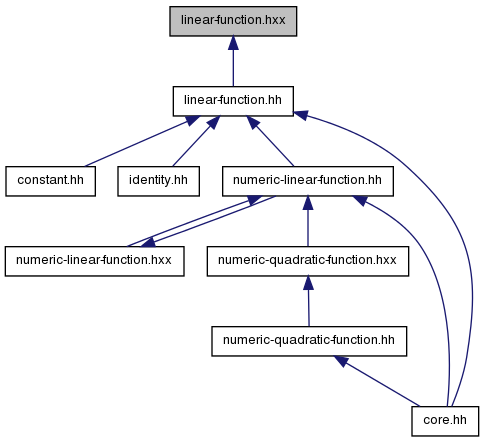 linear-function.hxx
linear-function.hh
constant.hh
identity.hh
numeric-linear-function.hh
numeric-linear-function.hxx
numeric-quadratic-function.hxx
numeric-quadratic-function.hh
core.hh